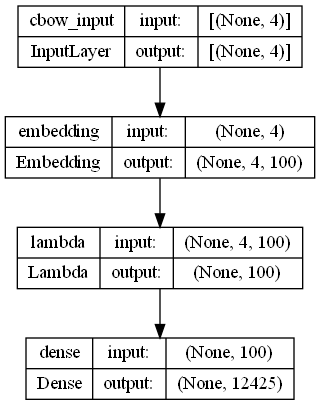 cbow_input input: [(None, 4)]
InputLayer output: [(None, 4)]
embedding input: (None, 4)
Embedding output: (None, 4, 100)
lambda input: (None, 4, 100)
Lambda output: (None, 100)
dense input: (None, 100)
Dense output: (None, 12425)